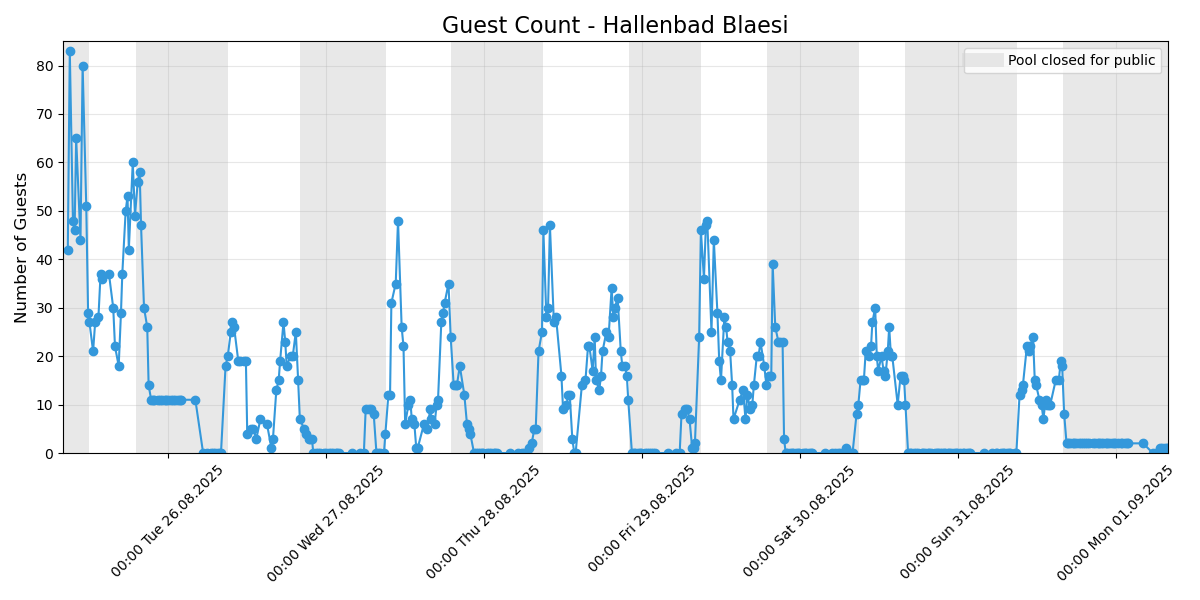 Guest Count - Hallenbad Blaesi
Pool closed for public
Number of Guests
80
70
60
50
40
30
20
10
0
00:00 Tue 26.08.2025
00:00 Wed 27.08.2025
00:00 Thu 28.08.2025
00:00 Fri 29.08.2025
00:00 Sat 30.08.2025
00:00 Sun 31.08.2025
00:00 Mon 01.09.2025